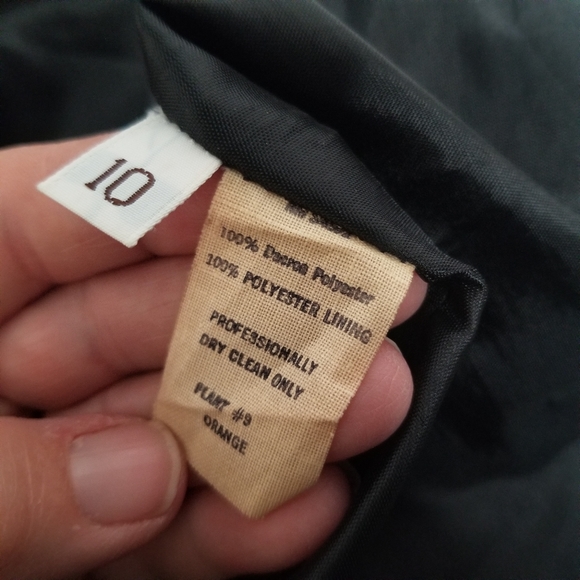 10
100% Dacron Polyester
100% POLYESTER LINING
PROFESSIONALLY
DRY CLEAN ONLY
PLANT #9
ORANGE